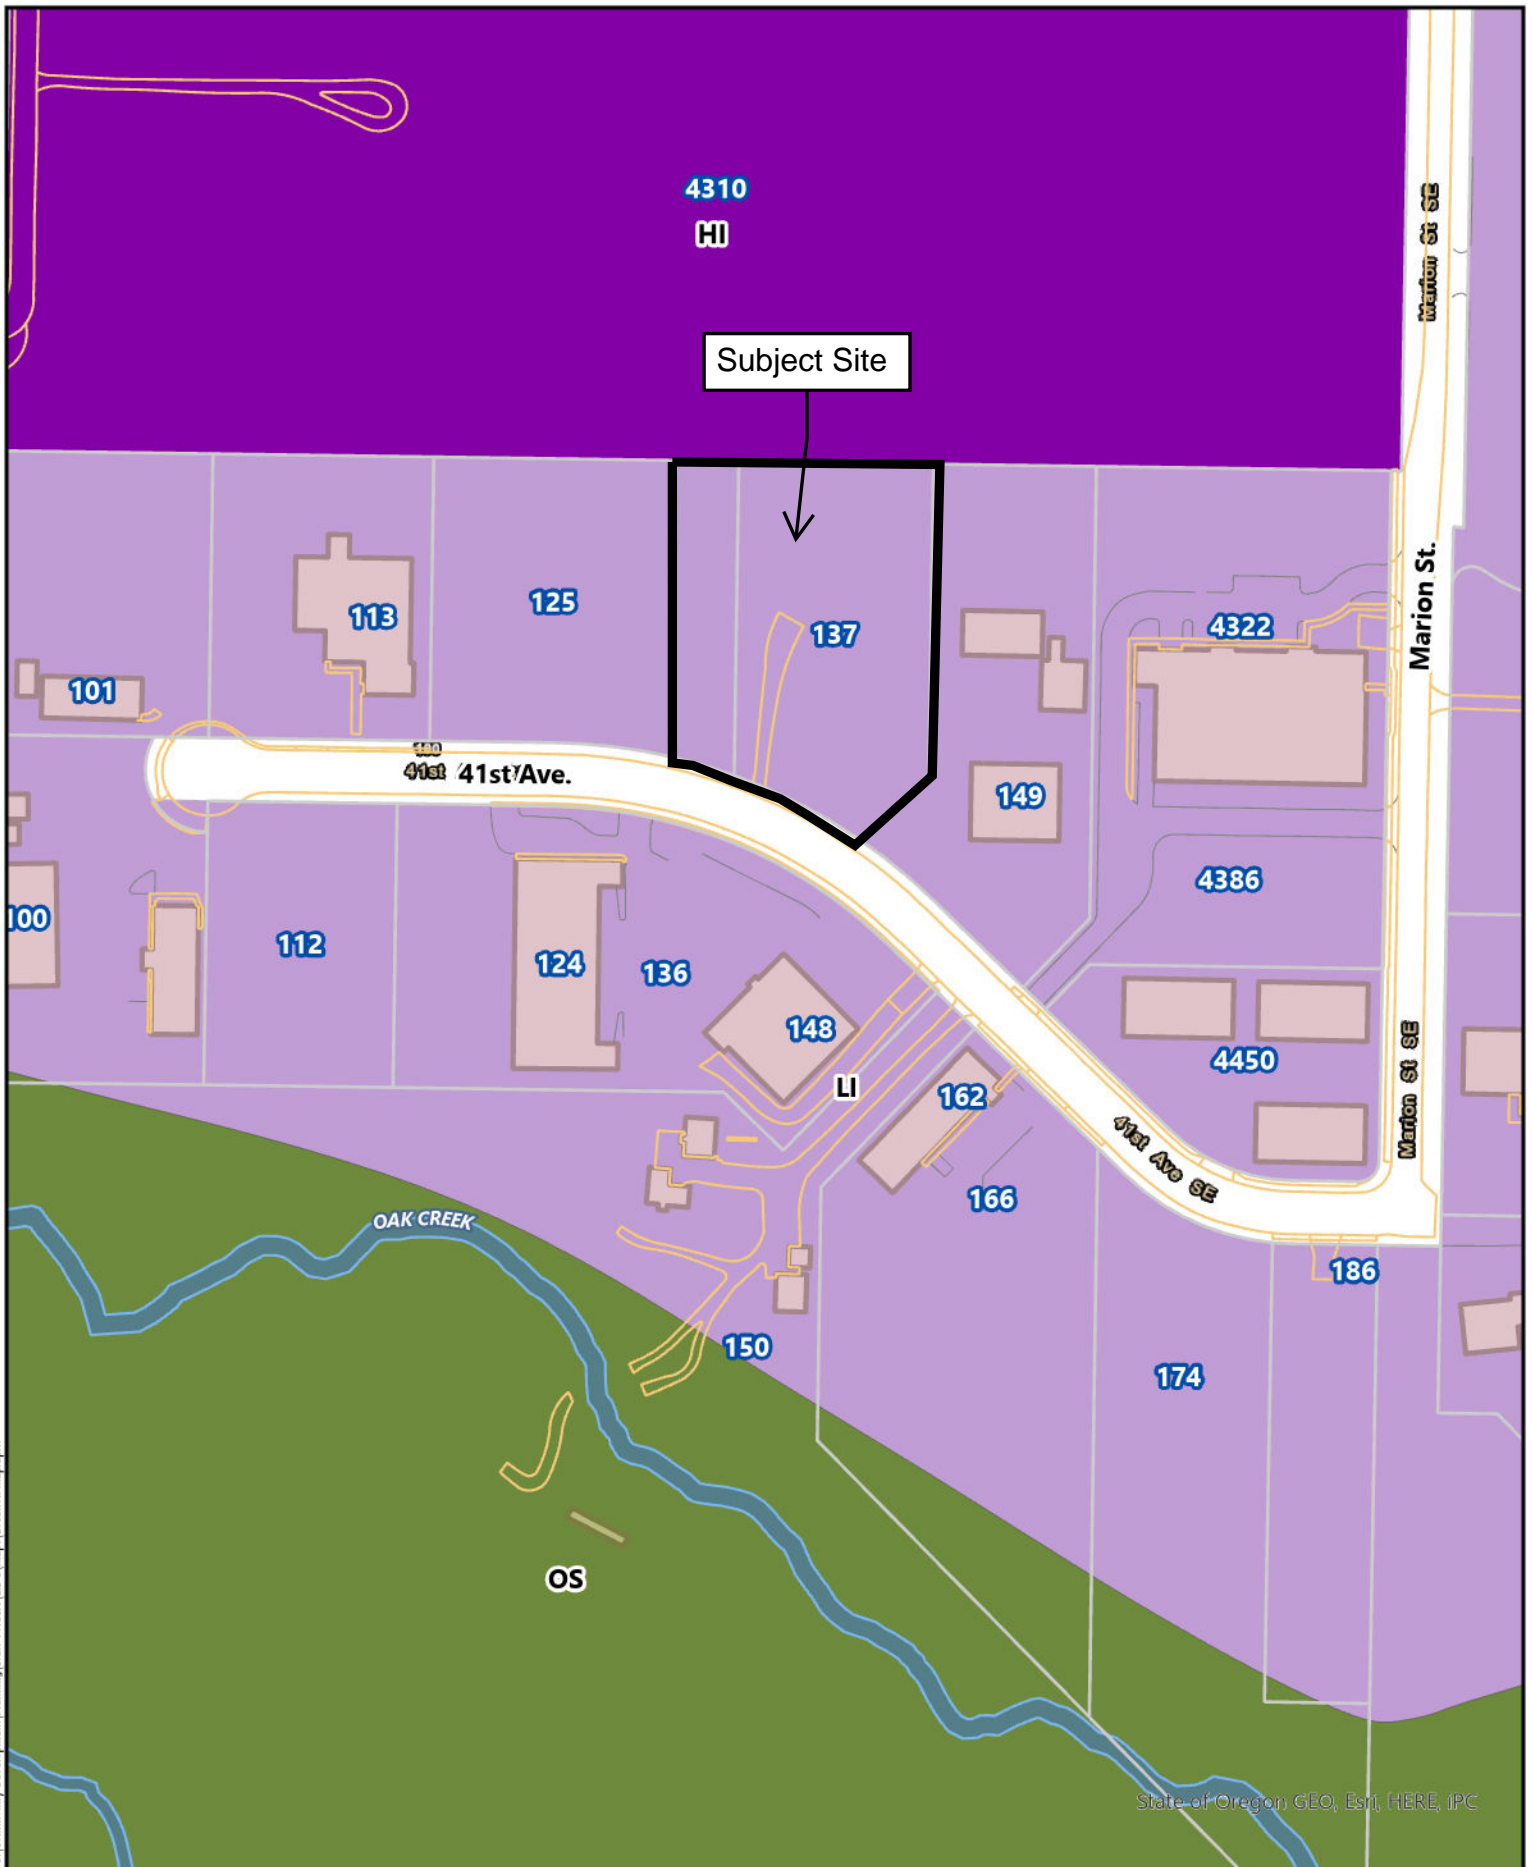 4310
HI
Marion St SE
Subject Site
125
113
137
4322
Marion St.
101
100
41st
41st Ave.
149
4386
100
112
124
136
148
LI
162
4450
Marion St SE
41st Ave SE
166
OAK CREEK
186
150
174
OS
State of Oregon GEO, Esri, HERE, iPC